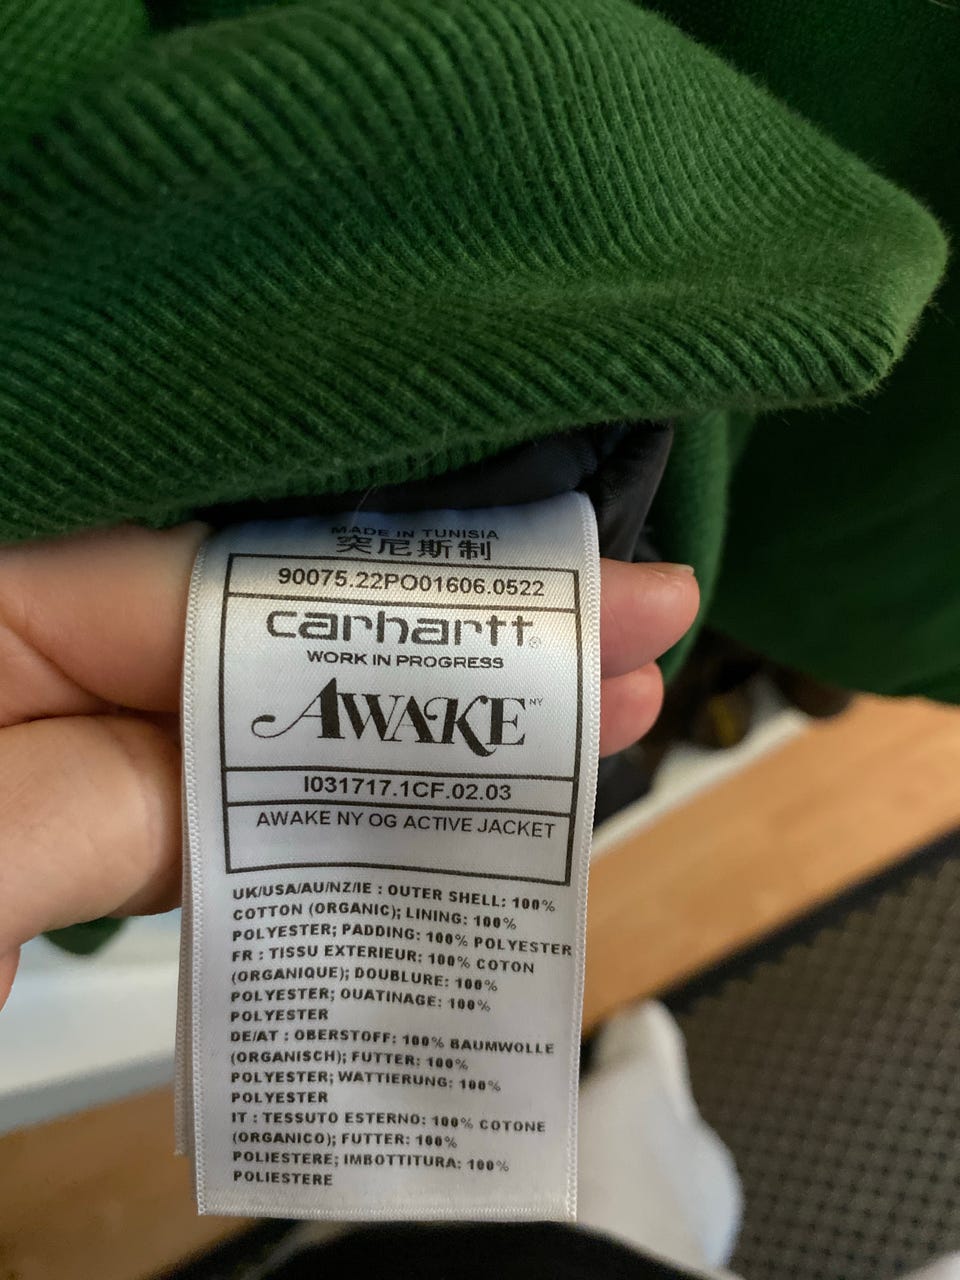 MADE IN TUNISIA
突尼斯制
90075.22PO01606.0522
carhartt®
WORK IN PROGRESS
AWAKE NY
I031717.1CF.02.03
AWAKE NY OG ACTIVE JACKET
UK/USA/AU/NZ/IE : OUTER SHELL: 100%
COTTON (ORGANIC); LINING: 100%
POLYESTER; PADDING: 100% POLYESTER
FR : TISSU EXTERIEUR: 100% COTON
(ORGANIQUE); DOUBLURE: 100%
POLYESTER; OUATINAGE: 100%
POLYESTER
DE/AT : OBERSTOFF: 100% BAUMWOLLE
(ORGANISCH); FUTTER: 100%
POLYESTER; WATTIERUNG: 100%
POLYESTER
IT : TESSUTO ESTERNO: 100% COTONE
(ORGANICO); FUTTER: 100%
POLIESTERE; IMBOTTITURA: 100%
POLIESTERE